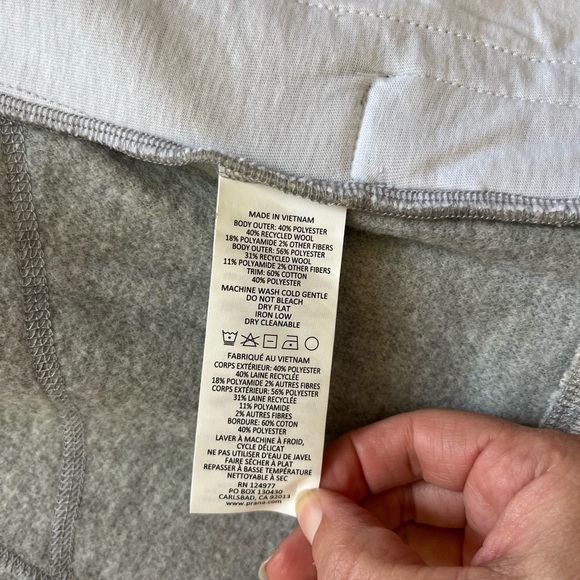 MADE IN VIETNAM
BODY OUTER: 40% POLYESTER
40% RECYCLED WOOL
18% POLYAMIDE 2% OTHER FIBERS
BODY OUTER: 56% POLYESTER
31% RECYCLED WOOL
11% POLYAMIDE 2% OTHER FIBERS
TRIM: 60% COTTON
40% POLYESTER
MACHINE WASH COLD GENTLE
DO NOT BLEACH
DRY FLAT
IRON LOW
DRY CLEANABLE
FABRIQUÉ AU VIETNAM
CORPS EXTÉRIEUR: 40% POLYESTER
40% LAINE RECYCLÉE
18% POLYAMIDE 2% AUTRES FIBRES
CORPS EXTÉRIEUR: 56% POLYESTER
31% LAINE RECYCLÉE
11% POLYAMIDE
2% AUTRES FIBRES
BORDURE: 60% COTON
40% POLYESTER
LAVER À MACHINE À FROID,
CYCLE DÉLICAT
NE PAS UTILISER D'EAU DE JAVEL
FAIRE SÉCHER À PLAT
REPASSER À BASSE TEMPÉRATURE
NETTOYABLE À SEC
RN 124977
PO BOX 130430
CARLSBAD, CA 92013
www.prana.com